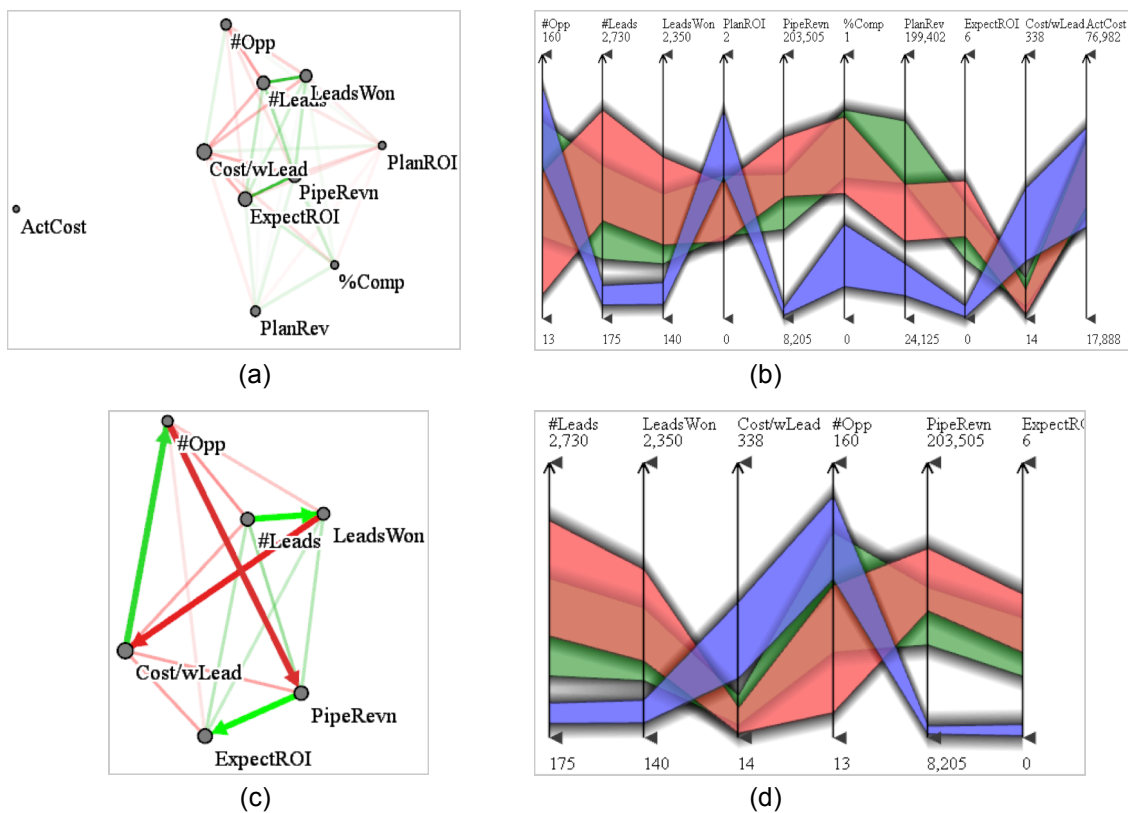 #Opp
LeadsWon
#Leads
PlanROI
Cost/wLead
PipeRevn
ExpectROI
ActCost
%Comp
PlanRev
(a)
#Opp #Leads LeadsWon PlanROI PipeRevn %Comp PlanRev ExpectROI Cost/wLead ActCost
160 2,730 2,350 2 203,505 1 199,402 6 338 76,982
13 175 140 0 8,205 0 24,125 0 14 17,888
(b)
#Opp
LeadsWon
#Leads
Cost/wLead
PipeRevn
ExpectROI
(c)
#Leads LeadsWon Cost/wLead #Opp PipeRevn ExpectRO
2,730 2,350 338 160 203,505 6
175 140 14 13 8,205 0
(d)